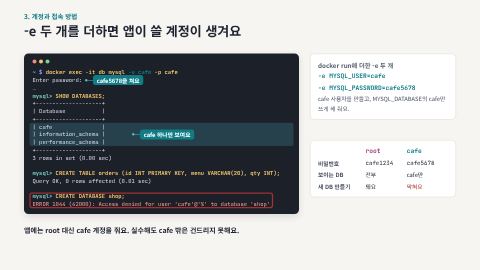 3. 계정과 접속 방법
-e 두 개를 더하면 앱이 쓸 계정이 생겨요
~ $ docker exec -it db mysql -u cafe -p cafe
Enter password:
cafe5678을 쳐요
mysql> SHOW DATABASES;
+--------------------+
| Database |
+--------------------+
| cafe |
| information_schema |
| performance_schema |
+--------------------+
cafe 하나만 보여요
3 rows in set (0.00 sec)
mysql> CREATE TABLE orders (id INT PRIMARY KEY, menu VARCHAR(20), qty INT);
Query OK, 0 rows affected (0.01 sec)
mysql> CREATE DATABASE shop;
ERROR 1044 (42000): Access denied for user 'cafe'@'%' to database 'shop'
docker run에 더한 -e 두 개
-e MYSQL_USER=cafe
-e MYSQL_PASSWORD=cafe5678
cafe 사용자를 만들고, MYSQL_DATABASE의 cafe만
쓰게 해 줘요.
root cafe
비밀번호 cafe1234 cafe5678
보이는 DB 전부 cafe만
새 DB 만들기 돼요 막혀요
앱에는 root 대신 cafe 계정을 줘요. 실수해도 cafe 밖은 건드리지 못해요.